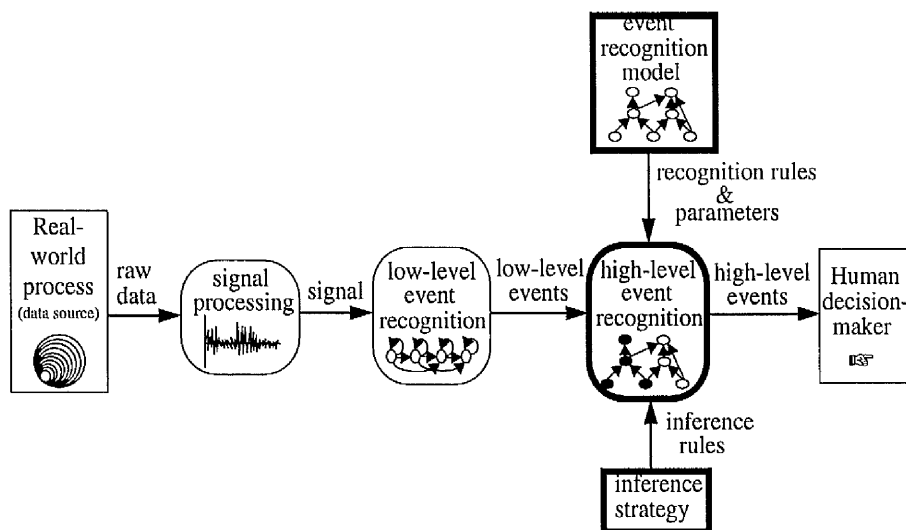 event
recognition
model
recognition rules
&
parameters
Real-
world
process
(data source)
raw
data
signal
processing
signal
low-level
event
recognition
low-level
events
high-level
event
recognition
high-level
events
Human
decision-
maker
inference
rules
inference
strategy